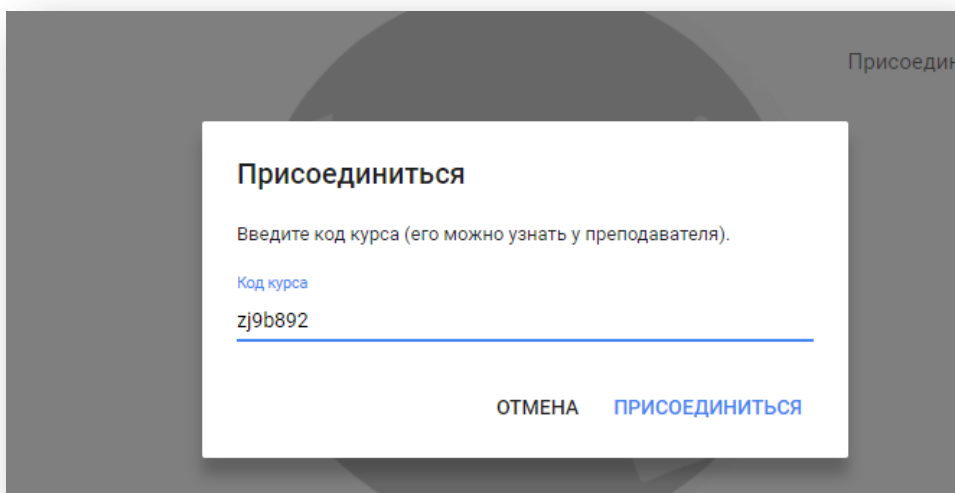 Присоедин
Присоединиться
Введите код курса (его можно узнать у преподавателя).
Код курса
zj9b892
ОТМЕНА ПРИСОЕДИНИТЬСЯ